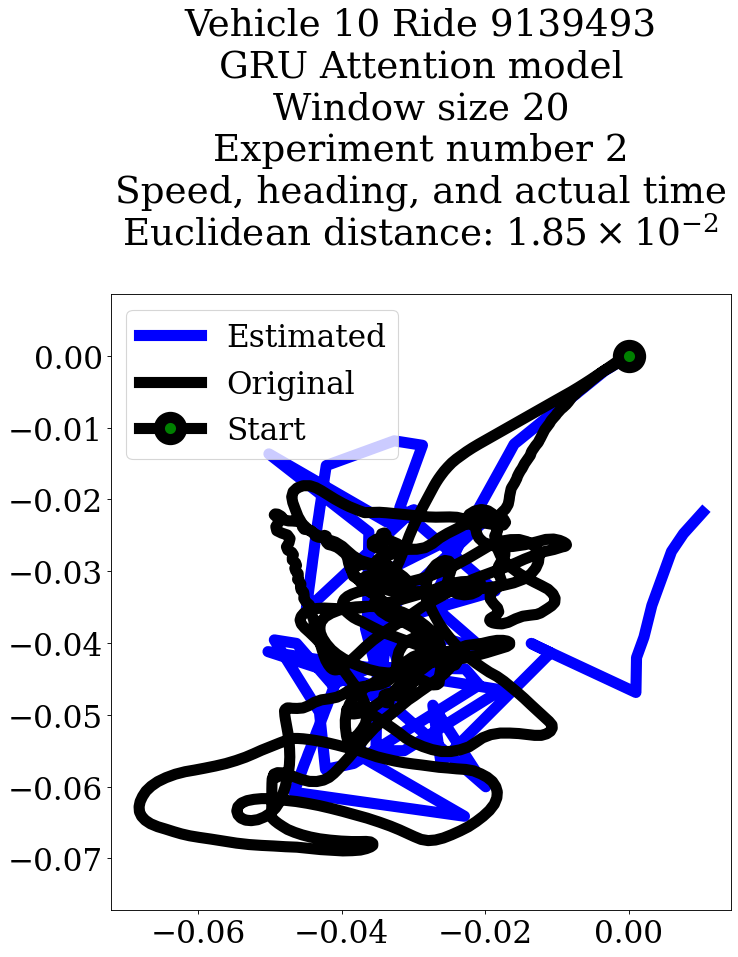 Vehicle 10 Ride 9139493
GRU Attention model
Window size 20
Experiment number 2
Speed, heading, and actual time
Euclidean distance: 1.85 × 10⁻²
Estimated
Original
Start
0.00
−0.01
−0.02
−0.03
−0.04
−0.05
−0.06
−0.07
−0.06 −0.04 −0.02 0.00